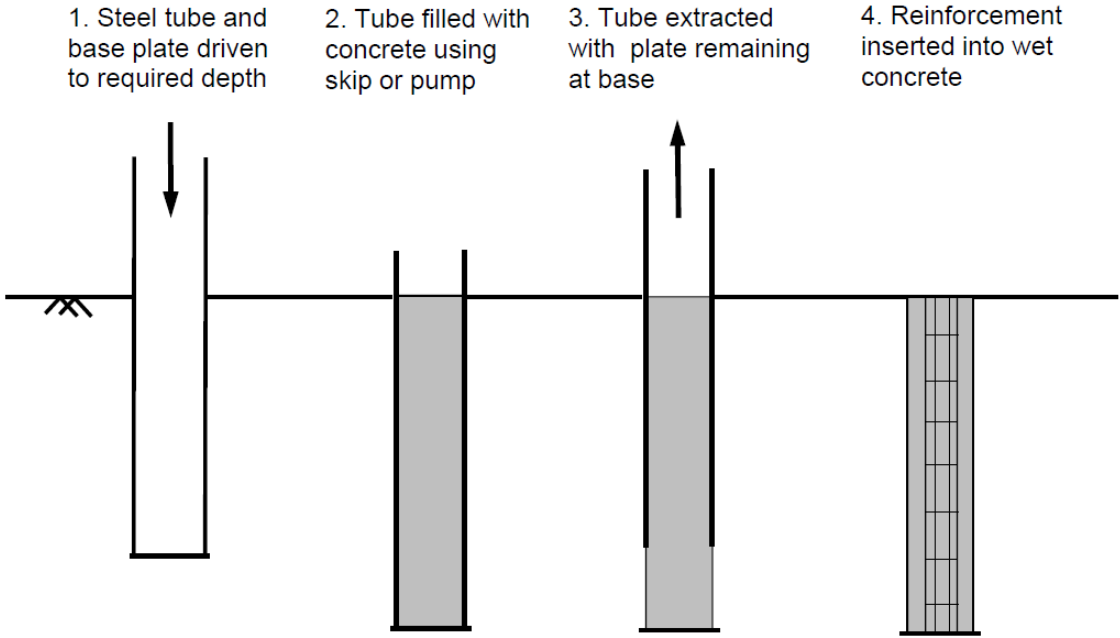 1. Steel tube and
base plate driven
to required depth
2. Tube filled with
concrete using
skip or pump
3. Tube extracted
with plate remaining
at base
4. Reinforcement
inserted into wet
concrete